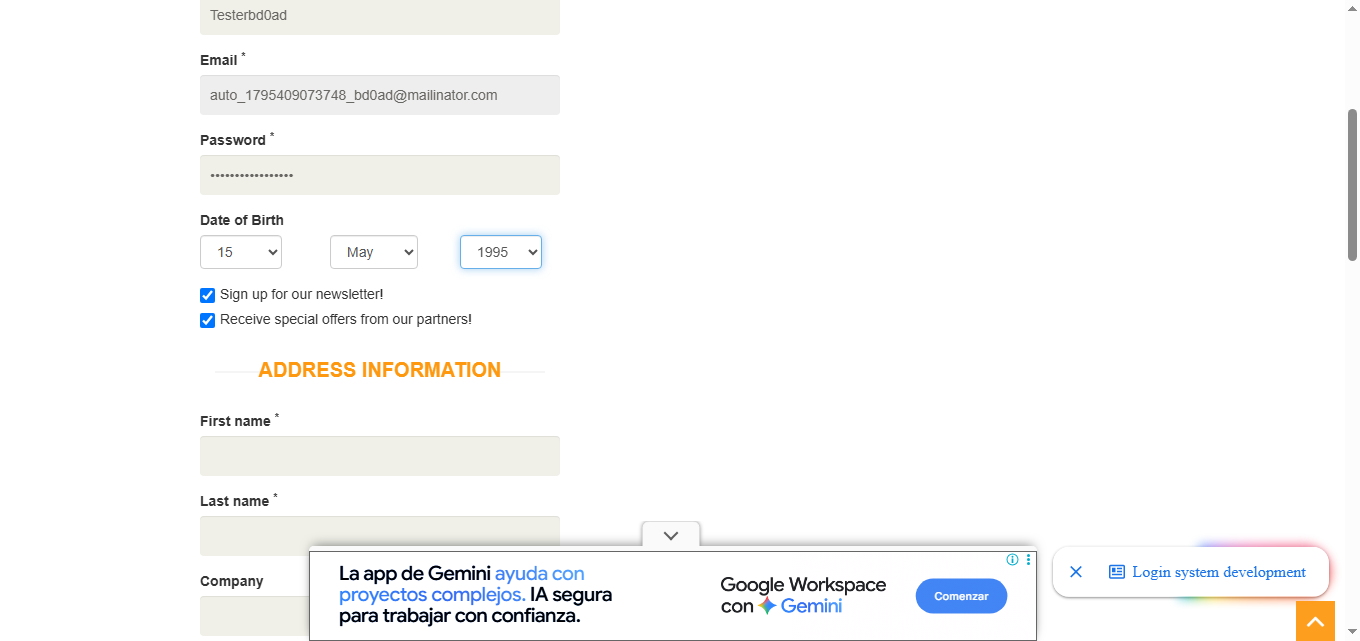 Testerbd0ad
Email *
auto_1795409073748_bd0ad@mailinator.com
Password *
•••••••••••••••••
Date of Birth
15 May 1995
Sign up for our newsletter!
Receive special offers from our partners!
ADDRESS INFORMATION
First name *
Last name *
Company
La app de Gemini ayuda con
proyectos complejos. IA segura
para trabajar con confianza.
Google Workspace
con Gemini
Comenzar
Login system development